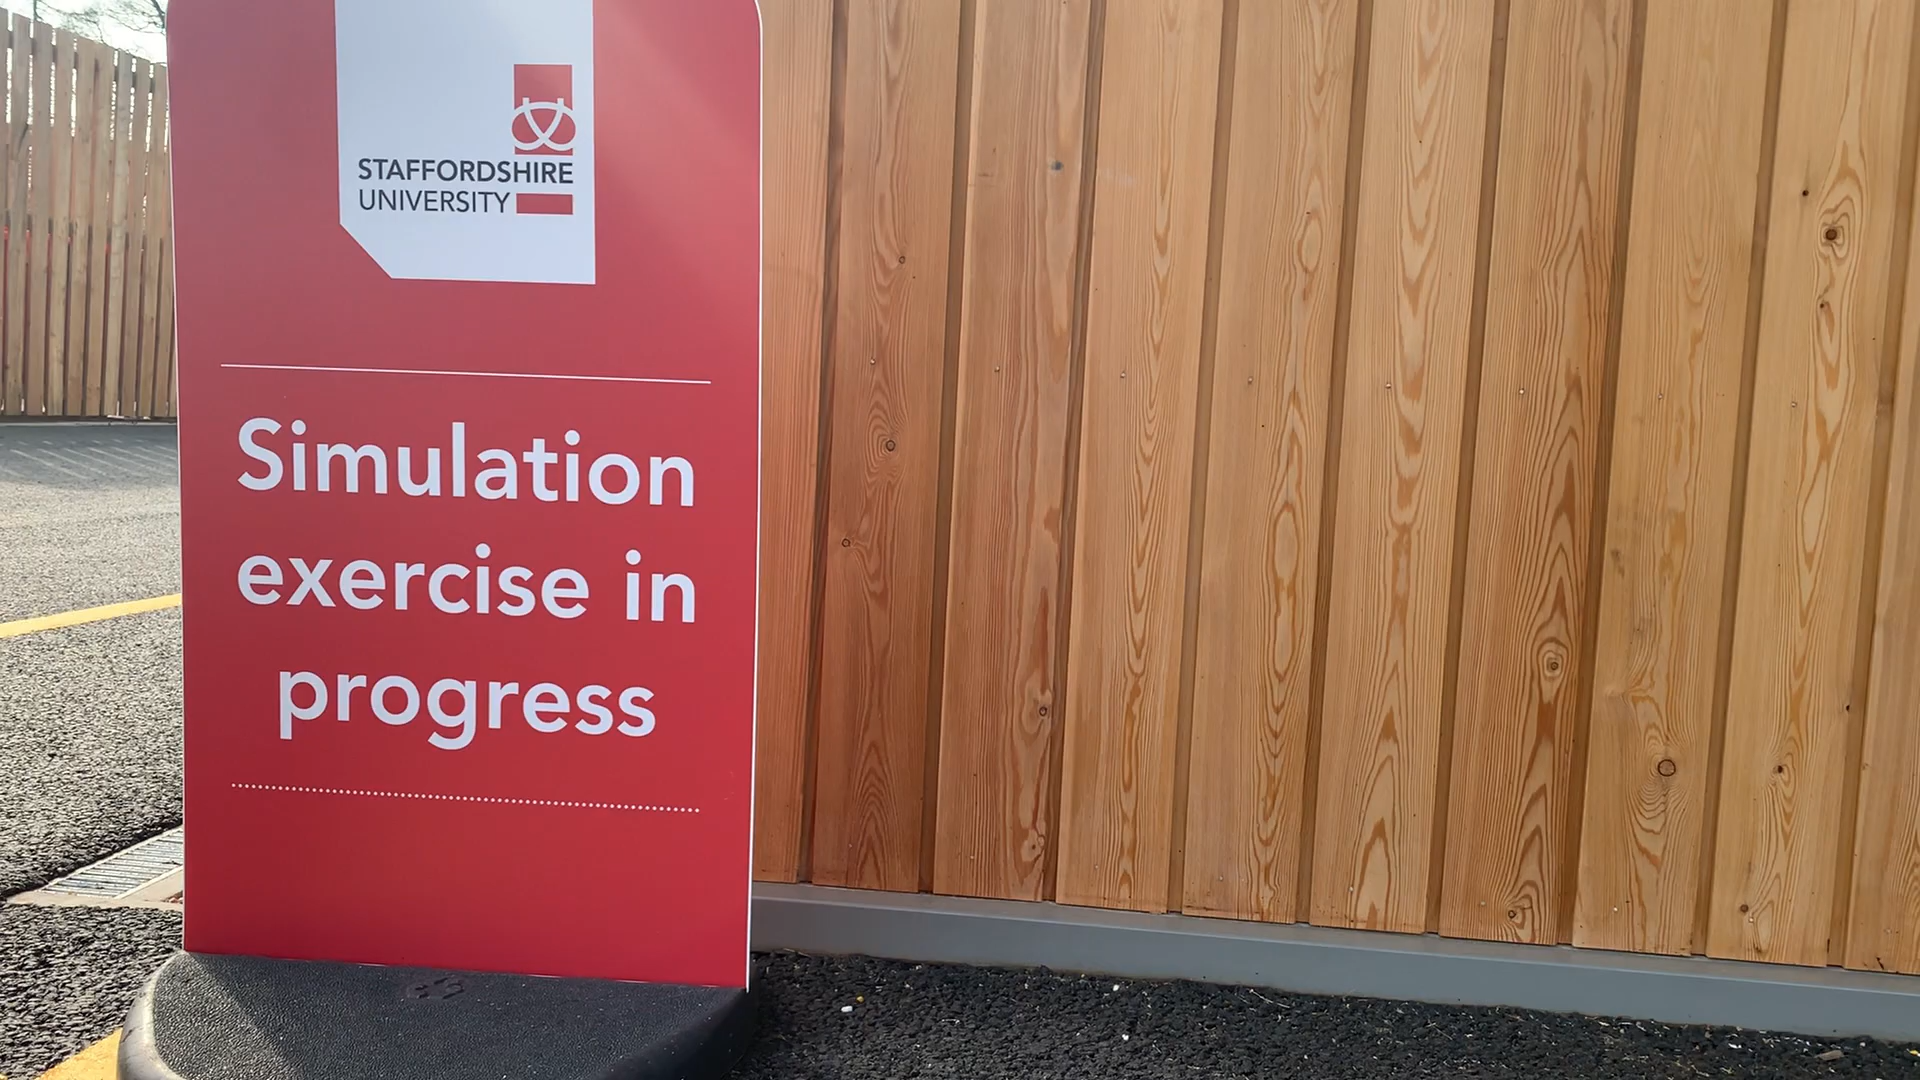 STAFFORDSHIRE
UNIVERSITY
Simulation
exercise in
progress